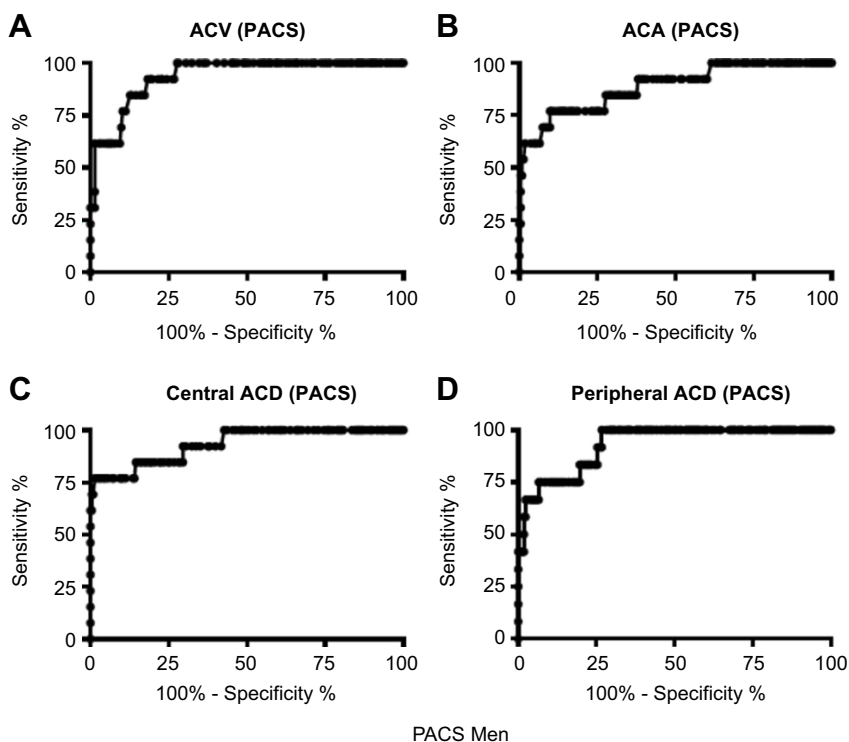 A
ACV (PACS)
Sensitivity %
100
75
50
25
0
0 25 50 75 100
100% - Specificity %
B
ACA (PACS)
Sensitivity %
100
75
50
25
0
0 25 50 75 100
100% - Specificity %
C
Central ACD (PACS)
Sensitivity %
100
75
50
25
0
0 25 50 75 100
100% - Specificity %
D
Peripheral ACD (PACS)
Sensitivity %
100
75
50
25
0
0 25 50 75 100
100% - Specificity %
PACS Men